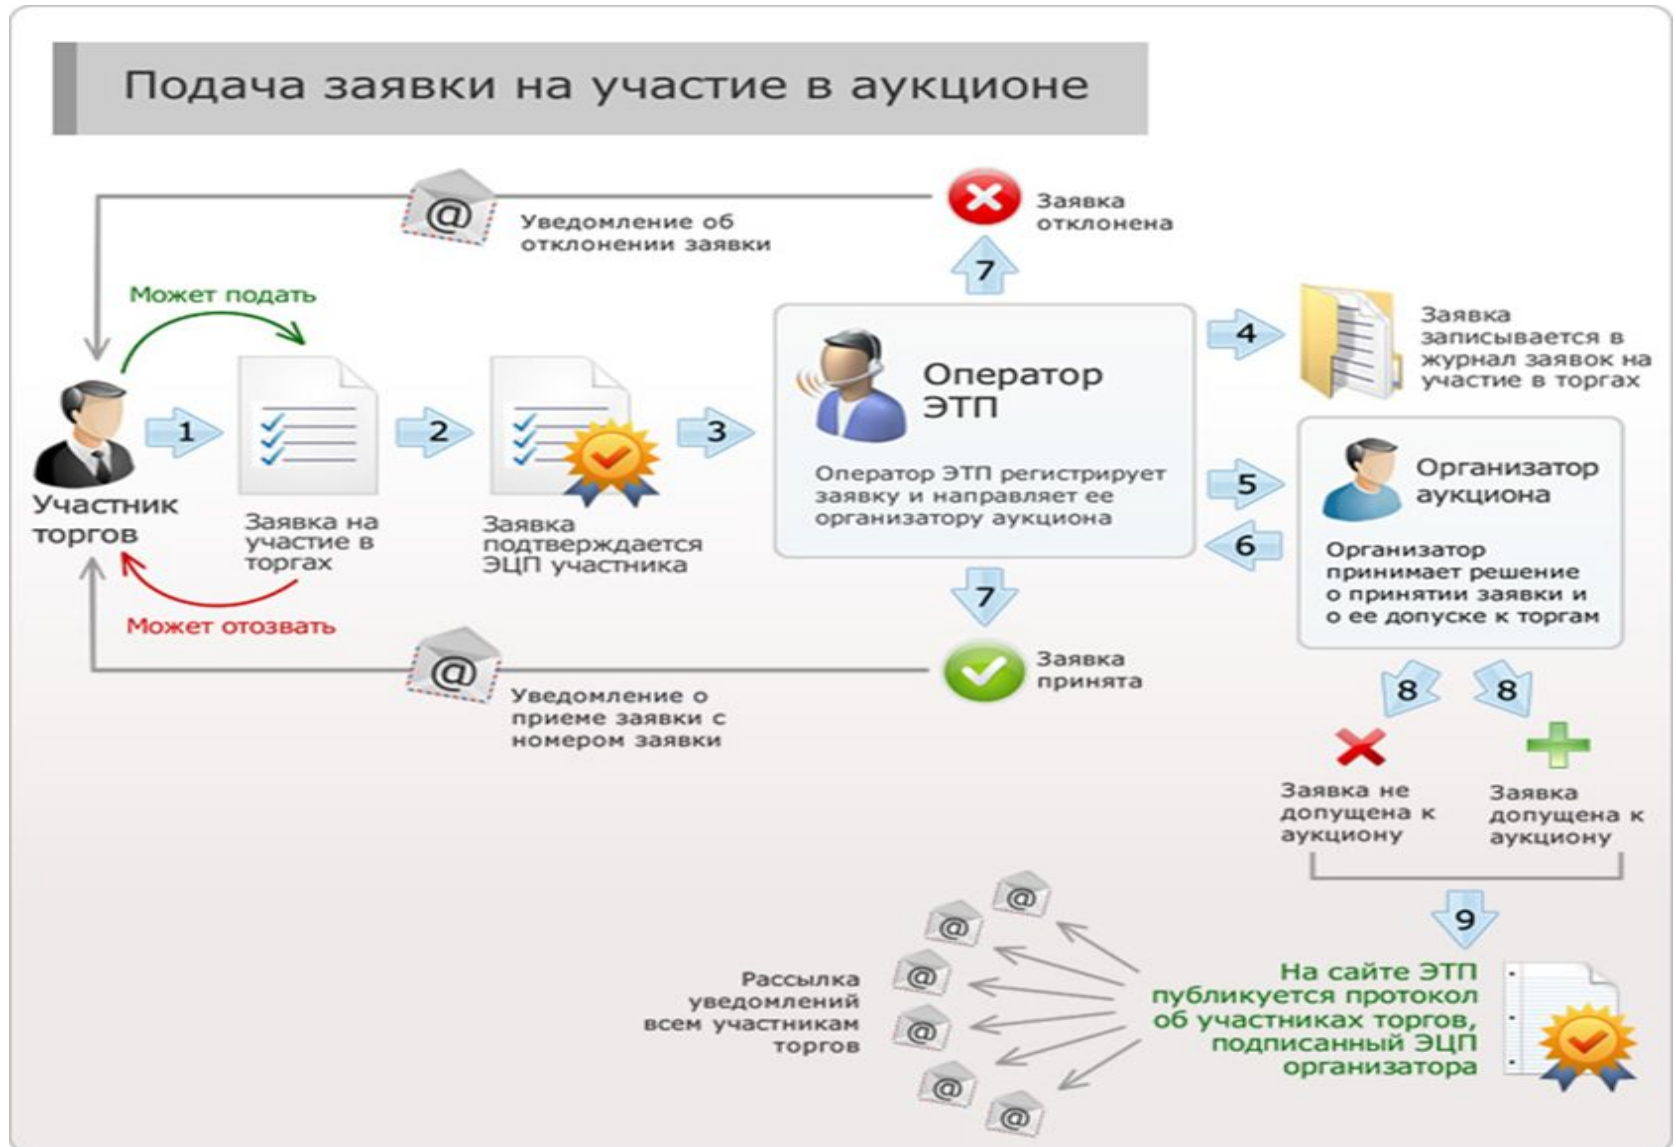 Подача заявки на участие в аукционе
Заявка
отклонена
Уведомление об
отклонении заявки
7
Может подать
4
Заявка
записывается в
журнал заявок на
участие в торгах
Оператор
ЭТП
1
2
3
Оператор ЭТП регистрирует
заявку и направляет ее
организатору аукциона
Участник
торгов
Заявка на
участие в
торгах
Заявка
подтверждается
ЭЦП участника
5
6
Организатор
аукциона
Организатор
принимает решение
о принятии заявки и
о ее допуске к торгам
Может отозвать
7
Заявка
принята
@
@
Уведомление о
приеме заявки с
номером заявки
8
8
Заявка не
допущена к
аукциону
Заявка
допущена к
аукциону
9
@
@
@
@
@
@
Рассылка
уведомлений
всем участникам
торгов
На сайте ЭТП
публикуется протокол
об участниках торгов,
подписанный ЭЦП
организатора